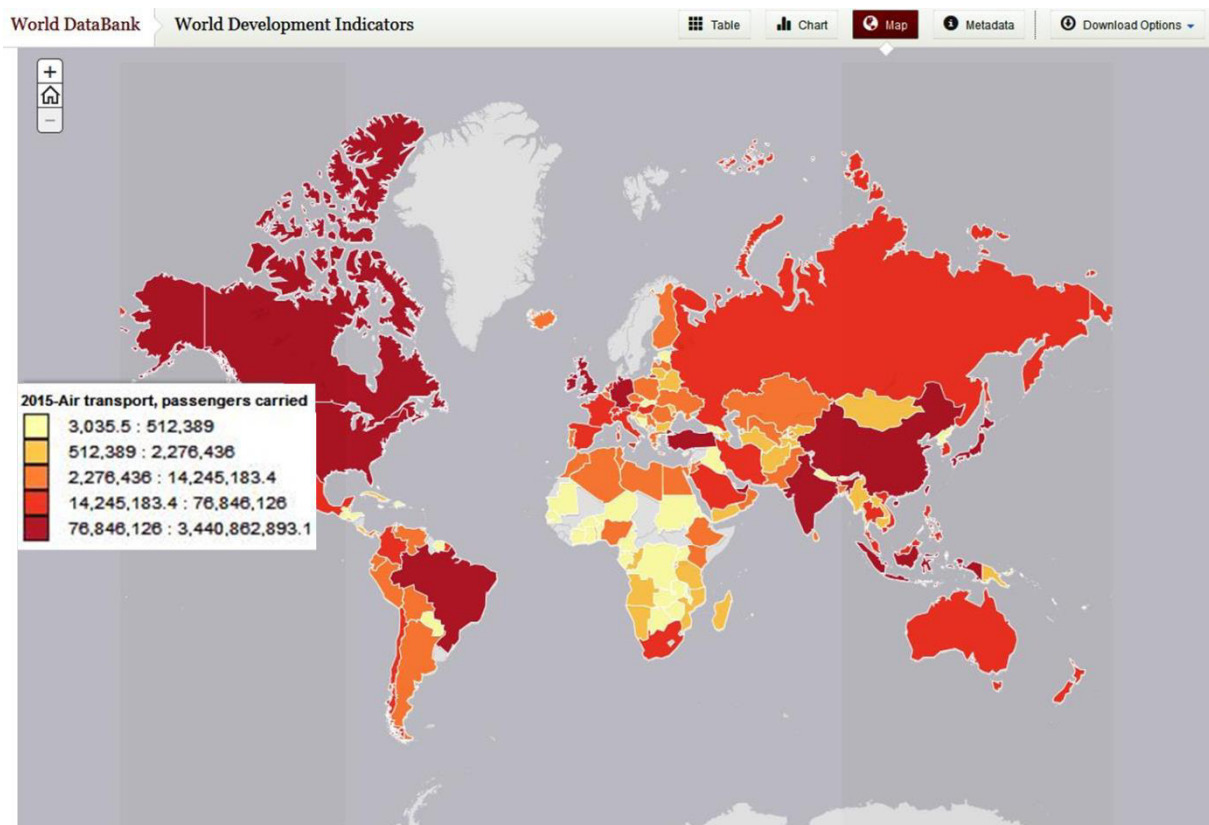 World DataBank World Development Indicators Table Chart Map Metadata Download Options
+
−
2015-Air transport, passengers carried
3,035.5 : 512,389
512,389 : 2,276,436
2,276,436 : 14,245,183.4
14,245,183.4 : 76,846,126
76,846,126 : 3,440,862,893.1